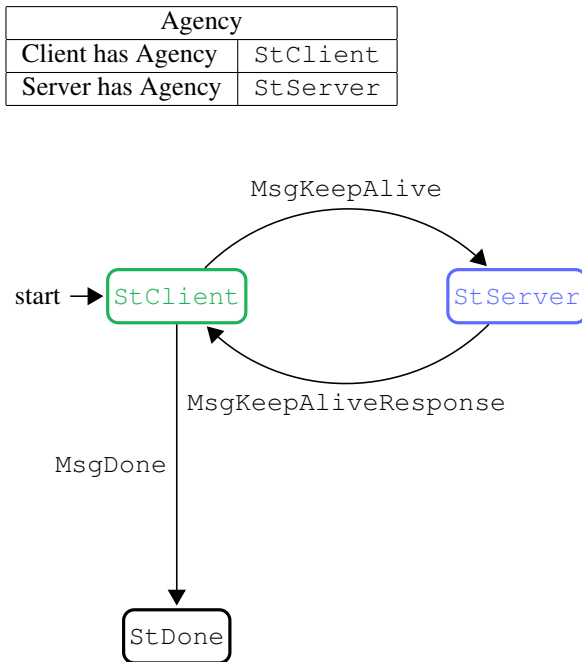 Agency
Client has Agency StClient
Server has Agency StServer
MsgKeepAlive
start StClient StServer
MsgKeepAliveResponse
MsgDone
StDone